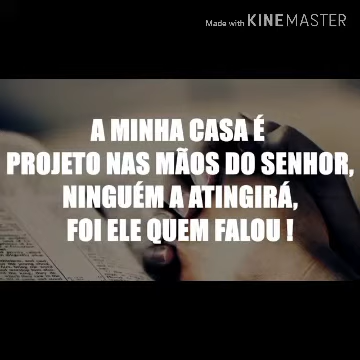 Made with KINEMASTER
A MINHA CASA É
PROJETO NAS MÃOS DO SENHOR,
NINGUÉM A ATINGIRÁ,
FOI ELE QUEM FALOU !